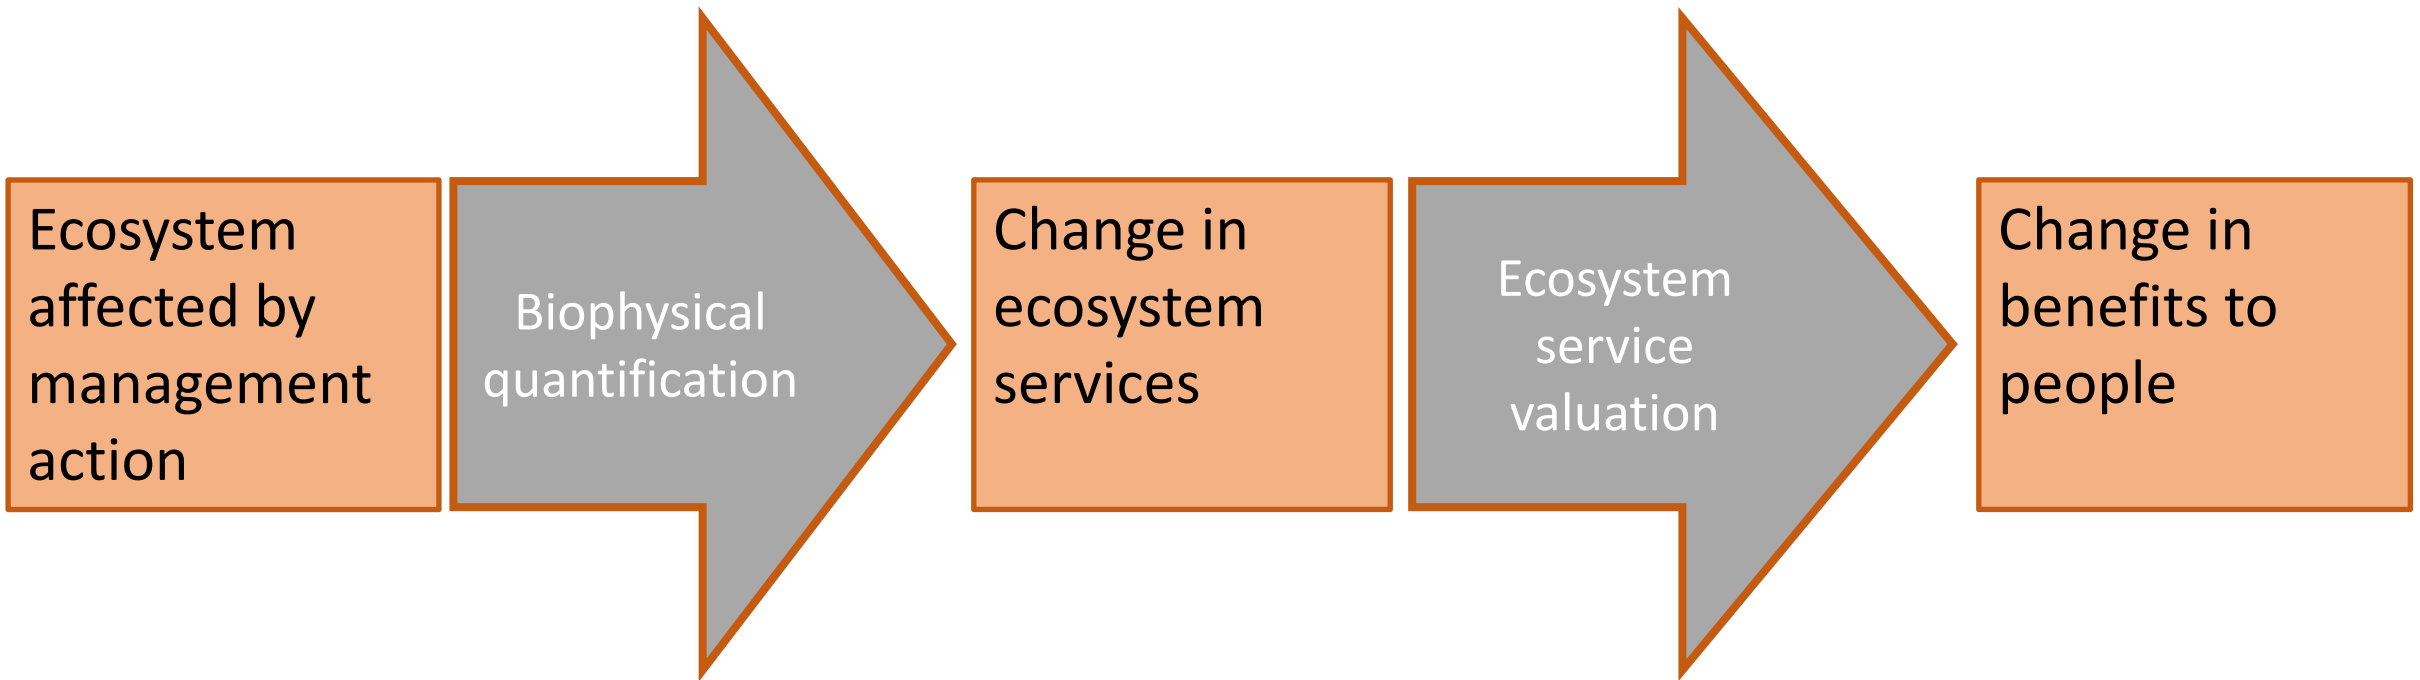 Ecosystem
affected by
management
action
Biophysical
quantification
Change in
ecosystem
services
Ecosystem
service
valuation
Change in
benefits to
people